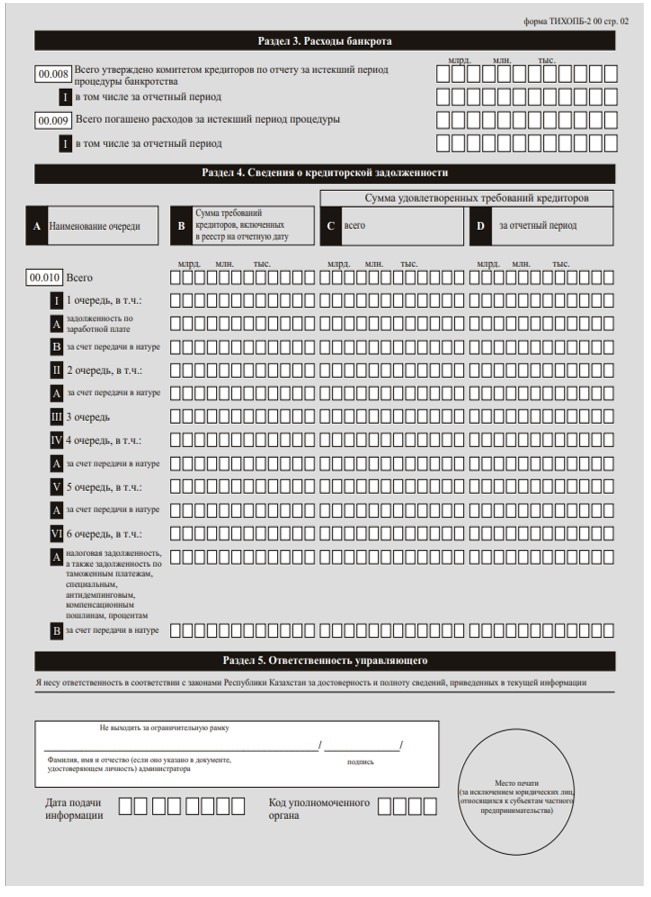 форма ТИХОПБ-2 00 стр. 02
Раздел 3. Расходы банкрота
млрд. млн. тыс.
00.008 Всего утверждено комитетом кредиторов по отчету за истекший период
процедуры банкротства
I в том числе за отчетный период
00.009 Всего погашено расходов за истекший период процедуры
I в том числе за отчетный период
Раздел 4. Сведения о кредиторской задолженности
Сумма удовлетворенных требований кредиторов
A Наименование очереди
B Сумма требований
кредиторов, включенных
в реестр на отчетную дату
C всего
D за отчетный период
млрд. млн. тыс. млрд. млн. тыс. млрд. млн. тыс.
00.010 Всего
I 1 очередь, в т.ч.:
A задолженность по
заработной плате
B за счет передачи в натуре
II 2 очередь, в т.ч.:
A за счет передачи в натуре
III 3 очередь
IV 4 очередь, в т.ч.:
A за счет передачи в натуре
V 5 очередь, в т.ч.:
A за счет передачи в натуре
VI 6 очередь, в т.ч.:
A налоговая задолженность,
а также задолженность по
таможенным платежам,
специальным,
антидемпинговым,
компенсационным
пошлинам, процентам
B за счет передачи в натуре
Раздел 5. Ответственность управляющего
Я несу ответственность в соответствии с законами Республики Казахстан за достоверность и полноту сведений, приведенных в текущей информации
Не выходить за ограничительную рамку
/ /
Фамилия, имя и отчество (если оно указано в документе,
удостоверяющем личность) администратора
подпись
Место печати
(за исключением юридических лиц,
относящихся к субъектам частного
предпринимательства)
Дата подачи
информации
Код уполномоченного
органа